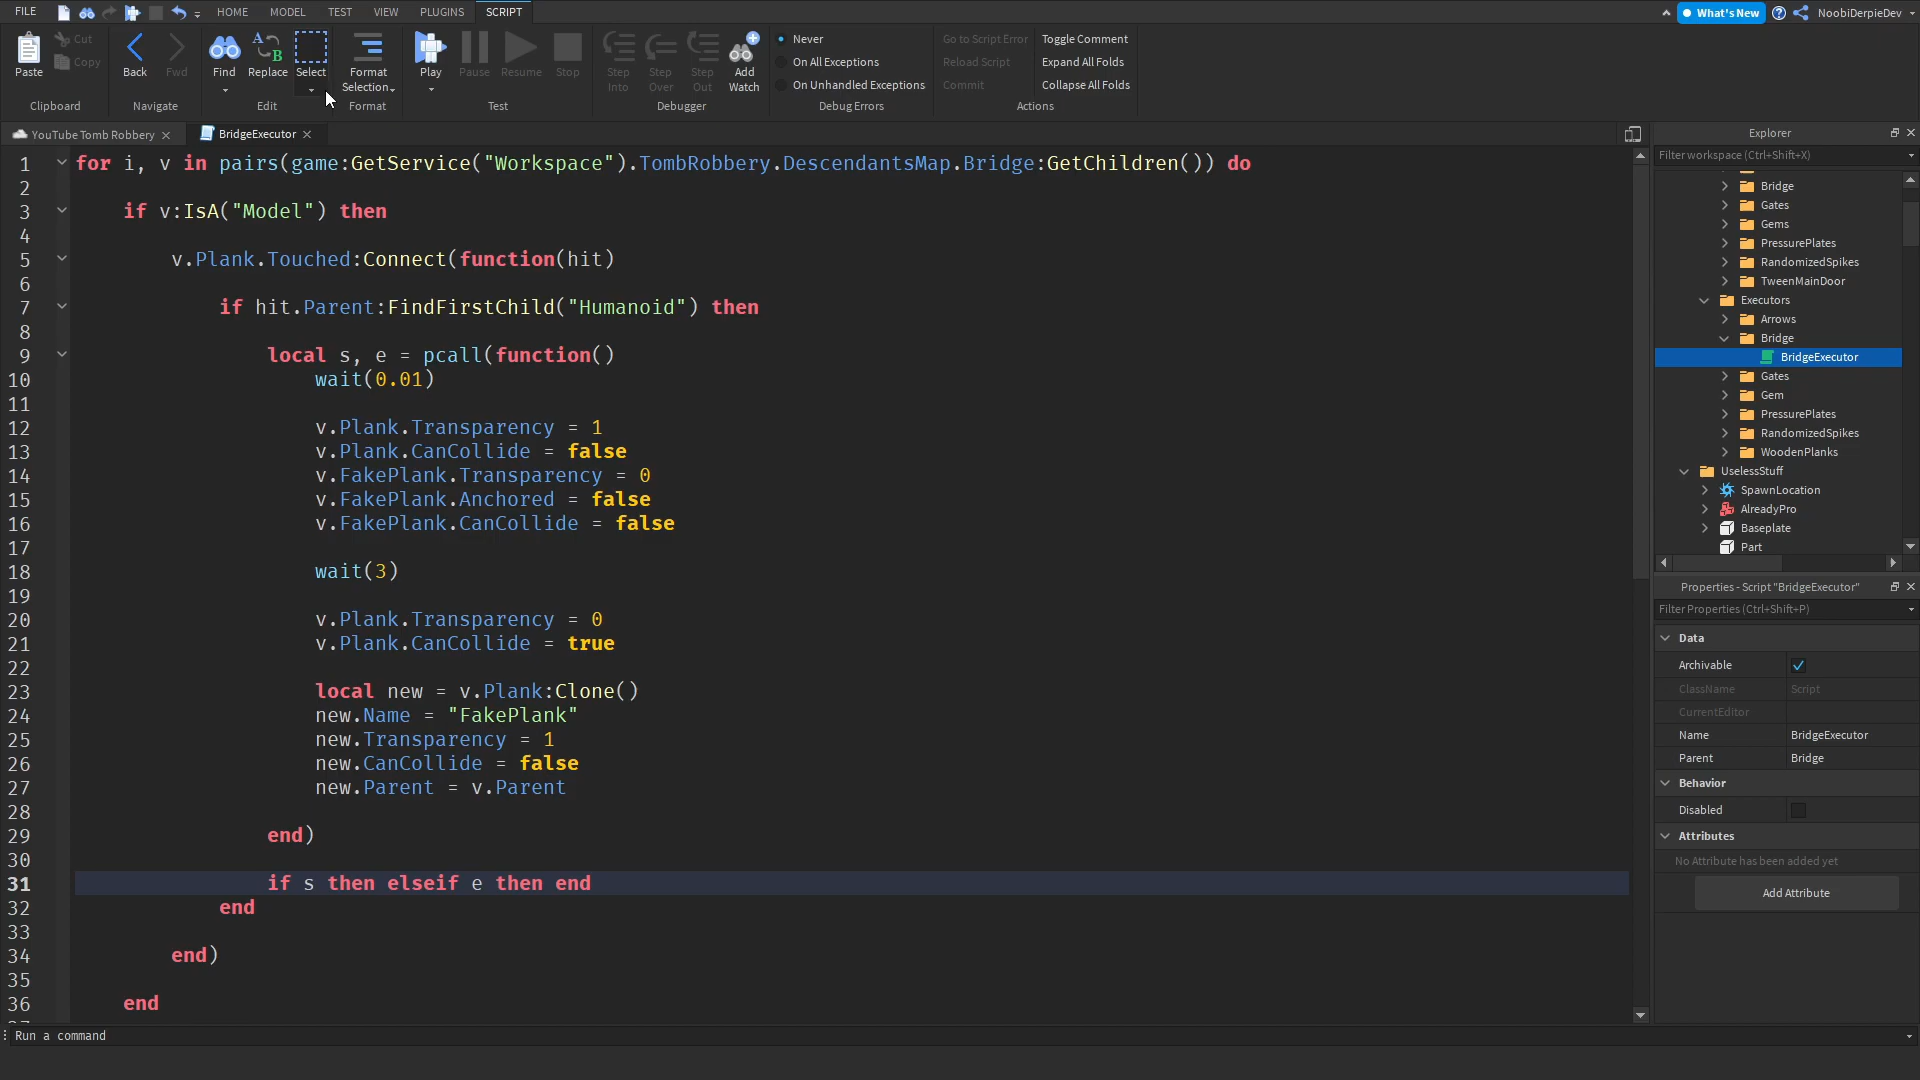 FILE HOME MODEL TEST VIEW PLUGINS SCRIPT What's New NoobiDerpieDev
Paste Cut Copy Back Fwd Find Replace Select Format Selection Play Pause Resume Stop Step Into Step Over Step Out Add Watch
Never
On All Exceptions
On Unhandled Exceptions
Go to Script Error
Reload Script
Commit
Toggle Comment
Expand All Folds
Collapse All Folds
Clipboard Navigate Edit Format Test Debugger Debug Errors Actions
YouTube Tomb Robbery BridgeExecutor
1 for i, v in pairs(game:GetService("Workspace").TombRobbery.DescendantsMap.Bridge:GetChildren()) do
2
3 if v:IsA("Model") then
4
5 v.Plank.Touched:Connect(function(hit)
6
7 if hit.Parent:FindFirstChild("Humanoid") then
8
9 local s, e = pcall(function()
10 wait(0.01)
11
12 v.Plank.Transparency = 1
13 v.Plank.CanCollide = false
14 v.FakePlank.Transparency = 0
15 v.FakePlank.Anchored = false
16 v.FakePlank.CanCollide = false
17
18 wait(3)
19
20 v.Plank.Transparency = 0
21 v.Plank.CanCollide = true
22
23 local new = v.Plank:Clone()
24 new.Name = "FakePlank"
25 new.Transparency = 1
26 new.CanCollide = false
27 new.Parent = v.Parent
28
29 end)
30
31 if s then elseif e then end
32 end
33
34 end)
35
36 end
Run a command
Explorer
Filter workspace (Ctrl+Shift+X)
Bridge
Gates
Gems
PressurePlates
RandomizedSpikes
TweenMainDoor
Executors
Arrows
Bridge
BridgeExecutor
Gates
Gem
PressurePlates
RandomizedSpikes
WoodenPlanks
UselessStuff
SpawnLocation
AlreadyPro
Baseplate
Part
Properties - Script "BridgeExecutor"
Filter Properties (Ctrl+Shift+P)
Data
Archivable
ClassName Script
CurrentEditor
Name BridgeExecutor
Parent Bridge
Behavior
Disabled
Attributes
No Attribute has been added yet
Add Attribute